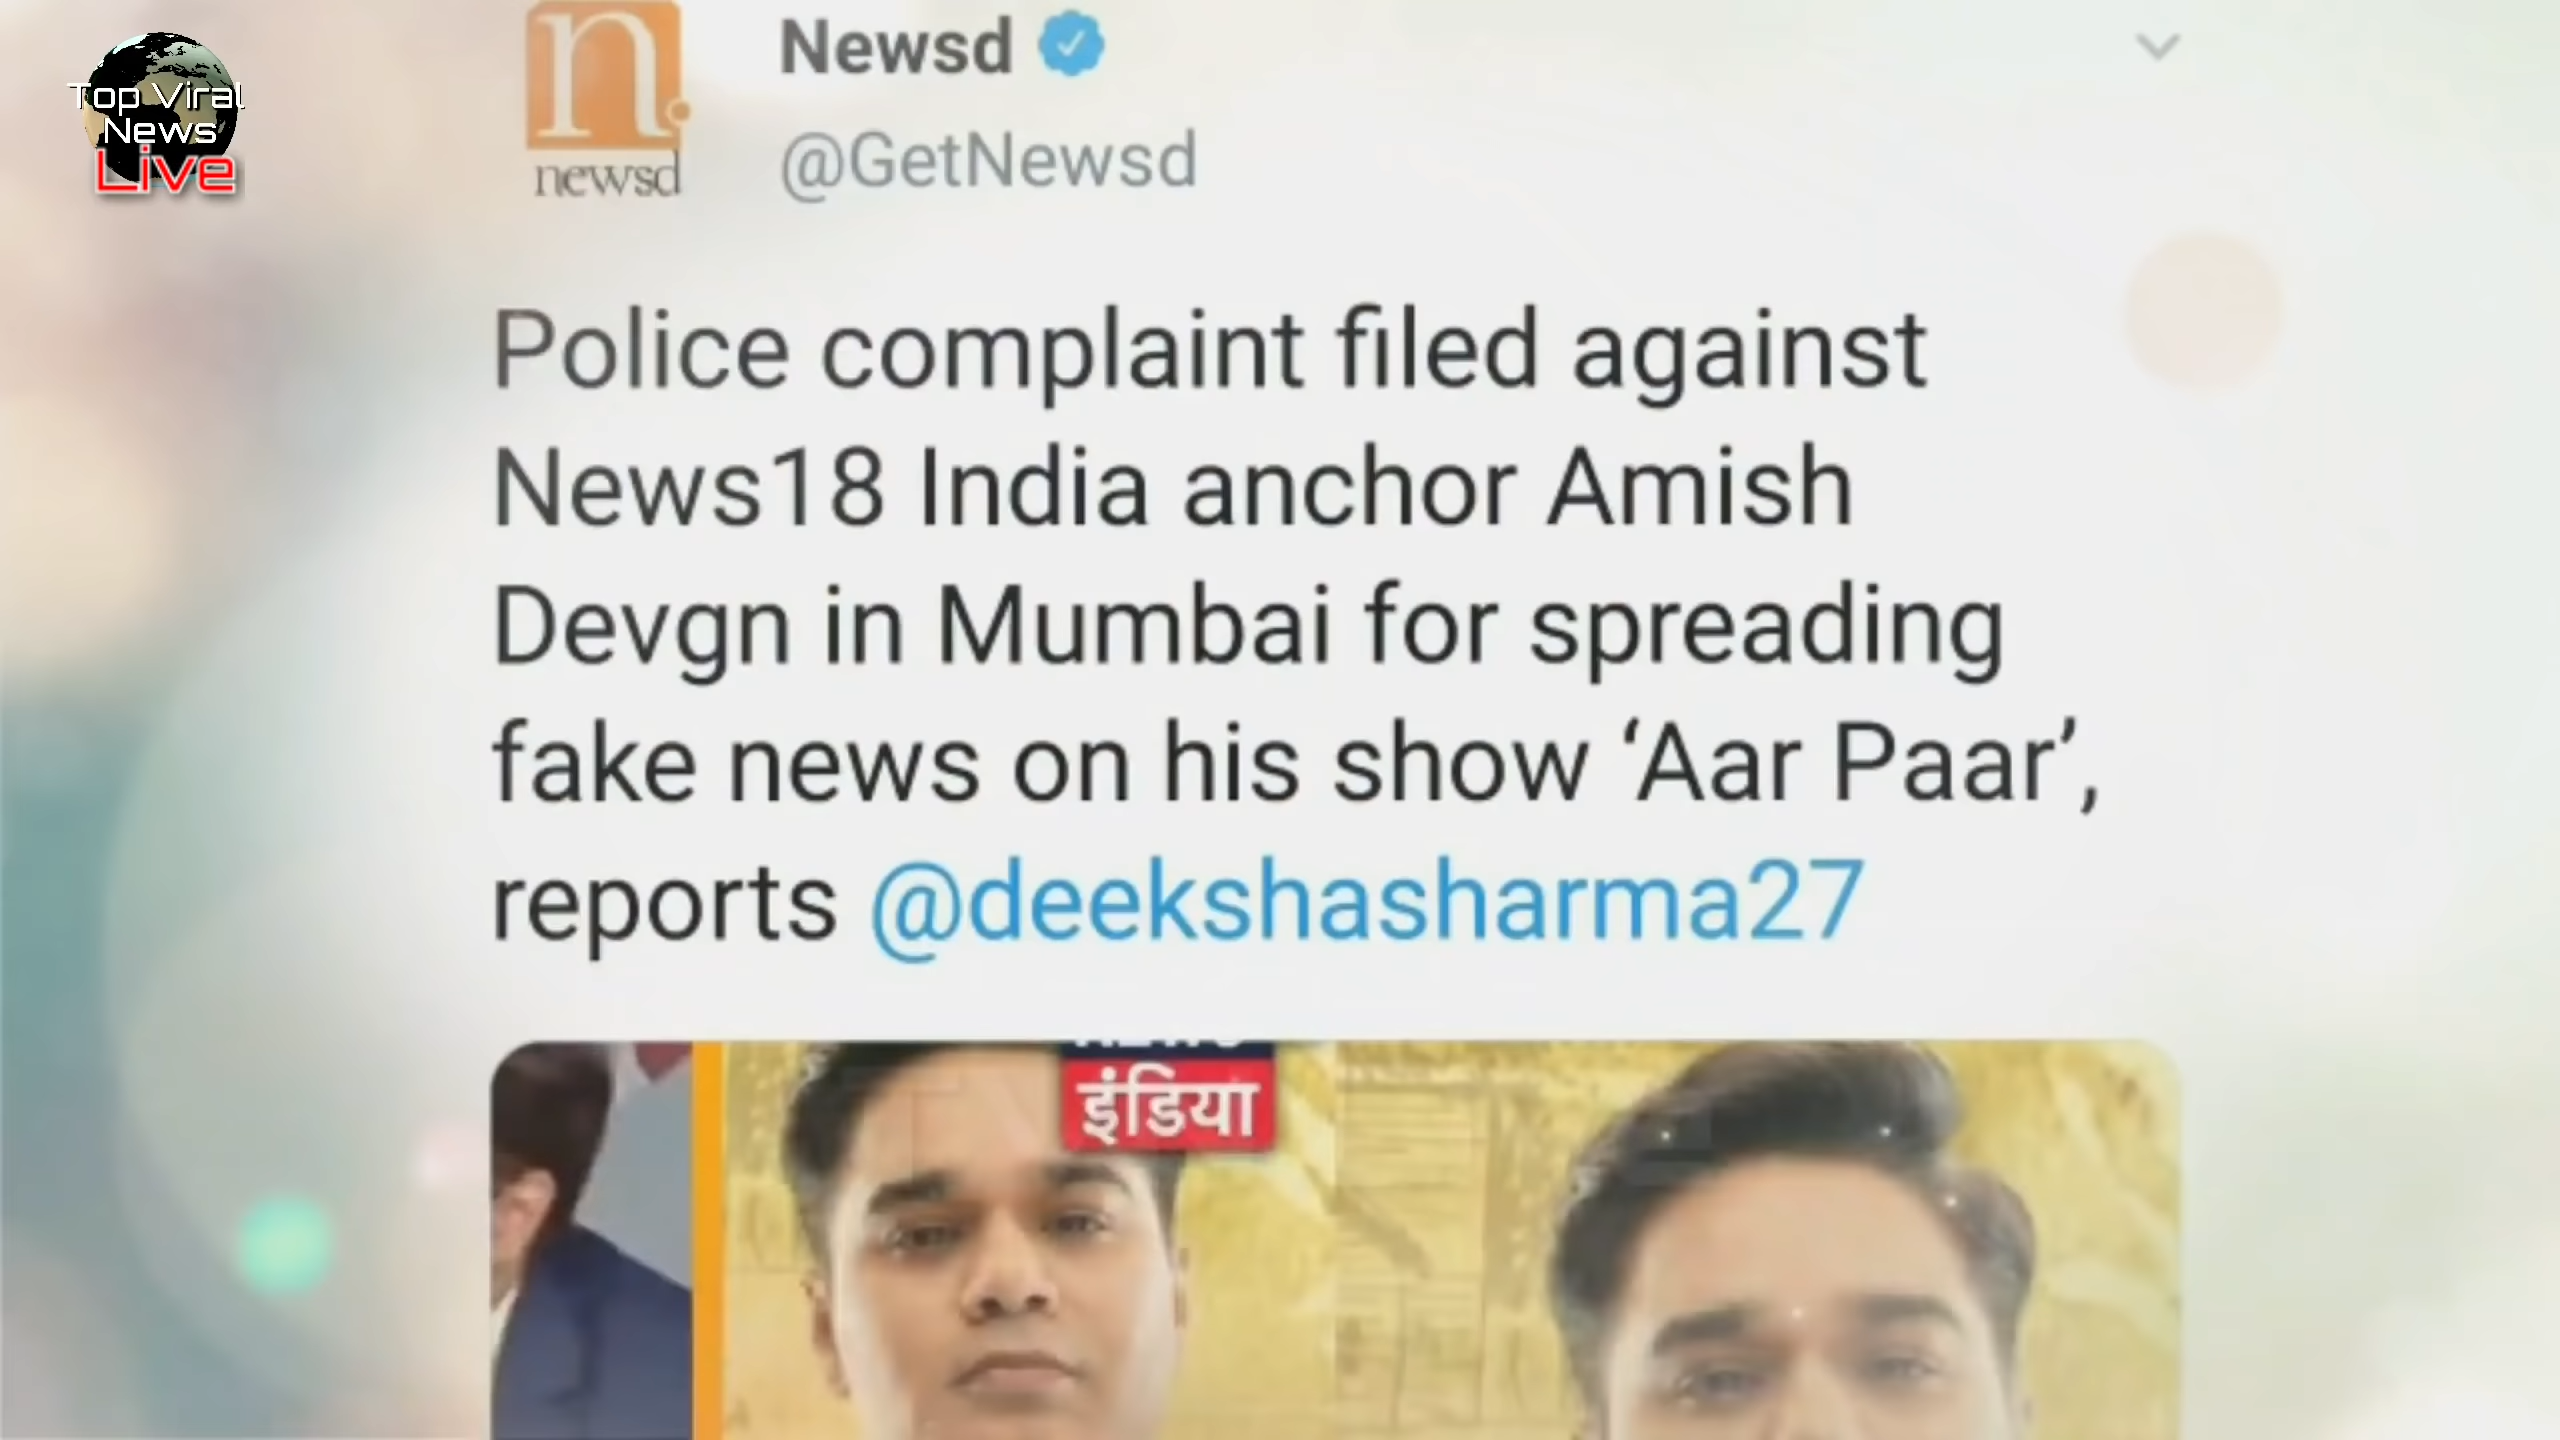 Top Viral
News
Live
n.
newsd
Newsd
@GetNewsd
Police complaint filed against
News18 India anchor Amish
Devgn in Mumbai for spreading
fake news on his show ‘Aar Paar’,
reports @deekshasharma27
इंडिया